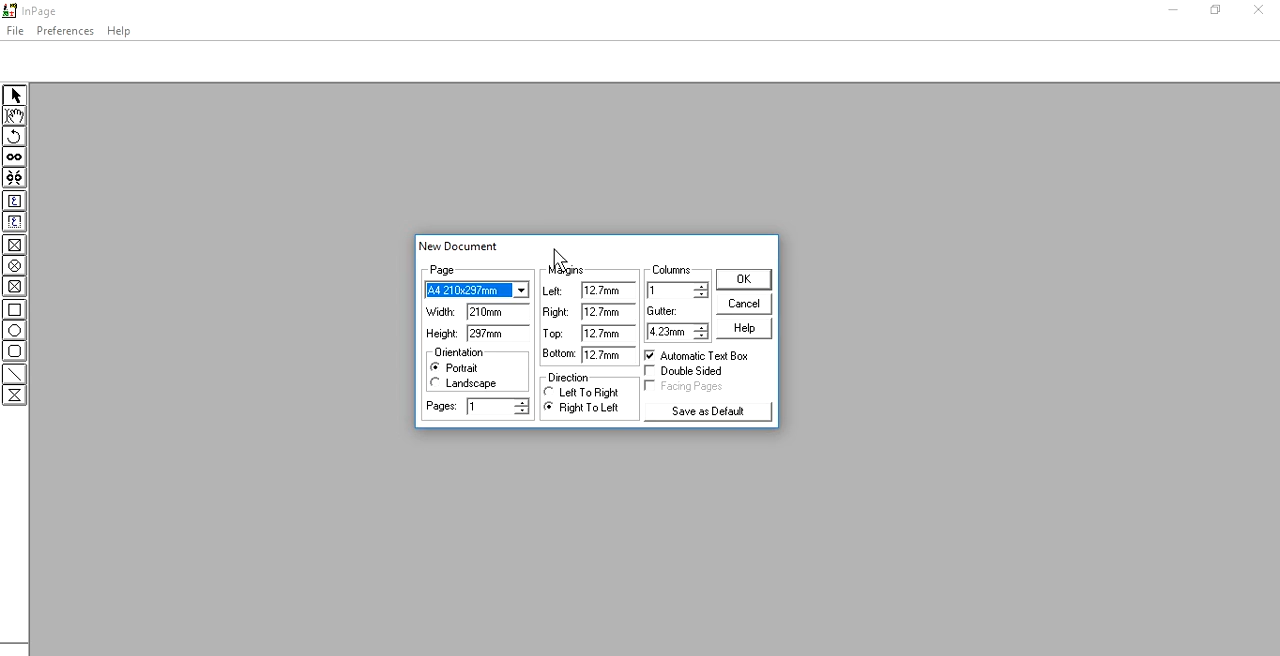 InPage
File Preferences Help
New Document
Page
A4 210x297mm
Width: 210mm
Height: 297mm
Orientation
Portrait
Landscape
Pages: 1
Margins
Left: 12.7mm
Right: 12.7mm
Top: 12.7mm
Bottom: 12.7mm
Direction
Left To Right
Right To Left
Columns
1
Gutter:
4.23mm
Automatic Text Box
Double Sided
Facing Pages
OK
Cancel
Help
Save as Default